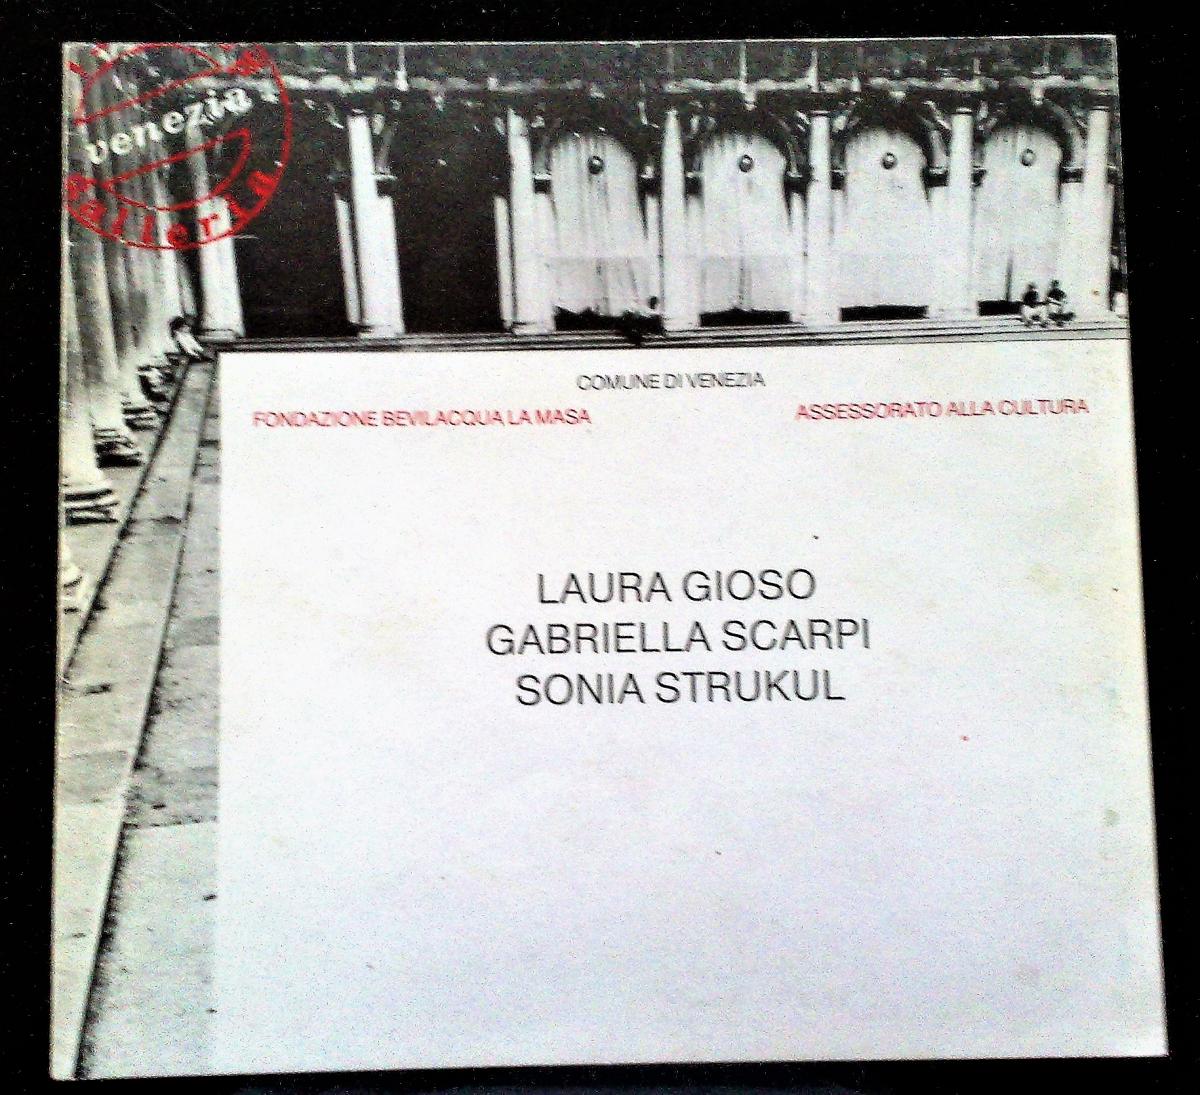 venezia
galleria
COMUNE DI VENEZIA
FONDAZIONE BEVILACQUA LA MASA
ASSESSORATO ALLA CULTURA
LAURA GIOSO
GABRIELLA SCARPI
SONIA STRUKUL